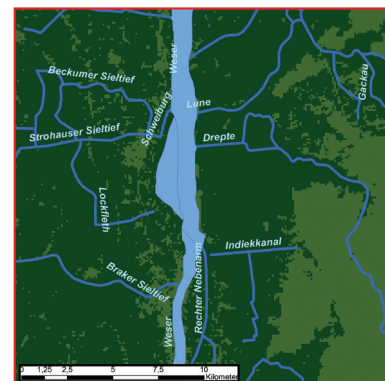 Weser
Beckumer Sieltief
Gackau
Schweiburg
Lune
Strohauser Sieltief
Drepte
Lockfleth
Indiekkanal
Braker Sieltief
Rechter Nebenarm
Weser
0 1,25 2,5 5 7,5 10
Kilometer